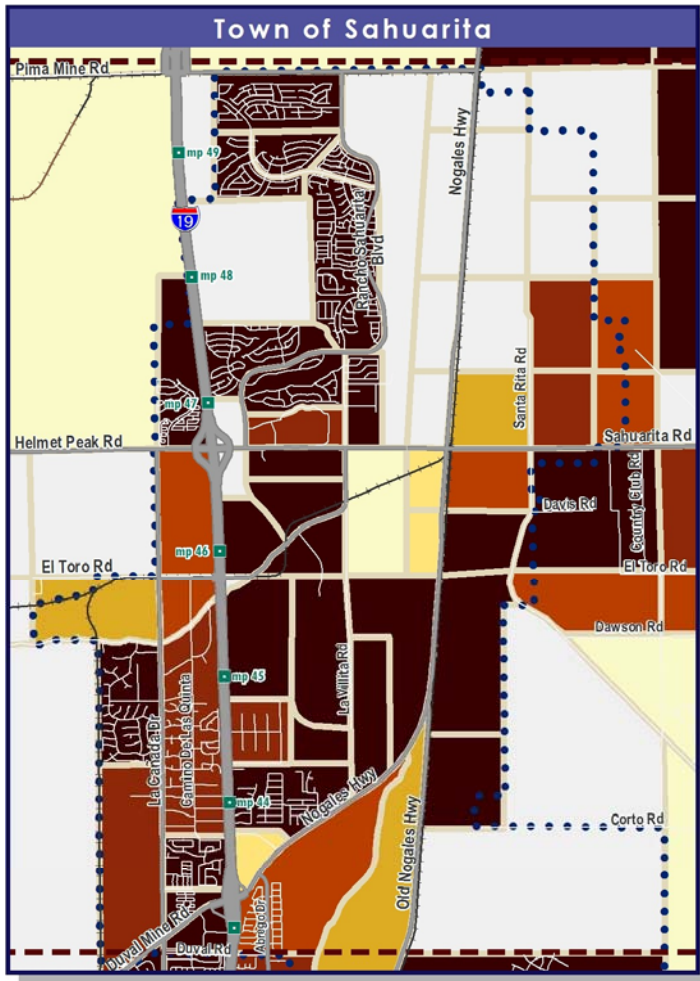 Town of Sahuarita
Pima Mine Rd
Nogales Hwy
mp 49
19
Rancho Sahuarita
Blvd
mp 48
Santa Rita Rd
mp 47
Helmet Peak Rd
Sahuarita Rd
Country Club Rd
Davis Rd
mp 46
El Toro Rd
El Toro Rd
Dawson Rd
La Villita Rd
mp 45
La Cañada Dr
Camino De Las Quinta
mp 44
Nogales Hwy
Corto Rd
Old Nogales Hwy
Abrego Dr
Duval Mine Rd
Duval Rd